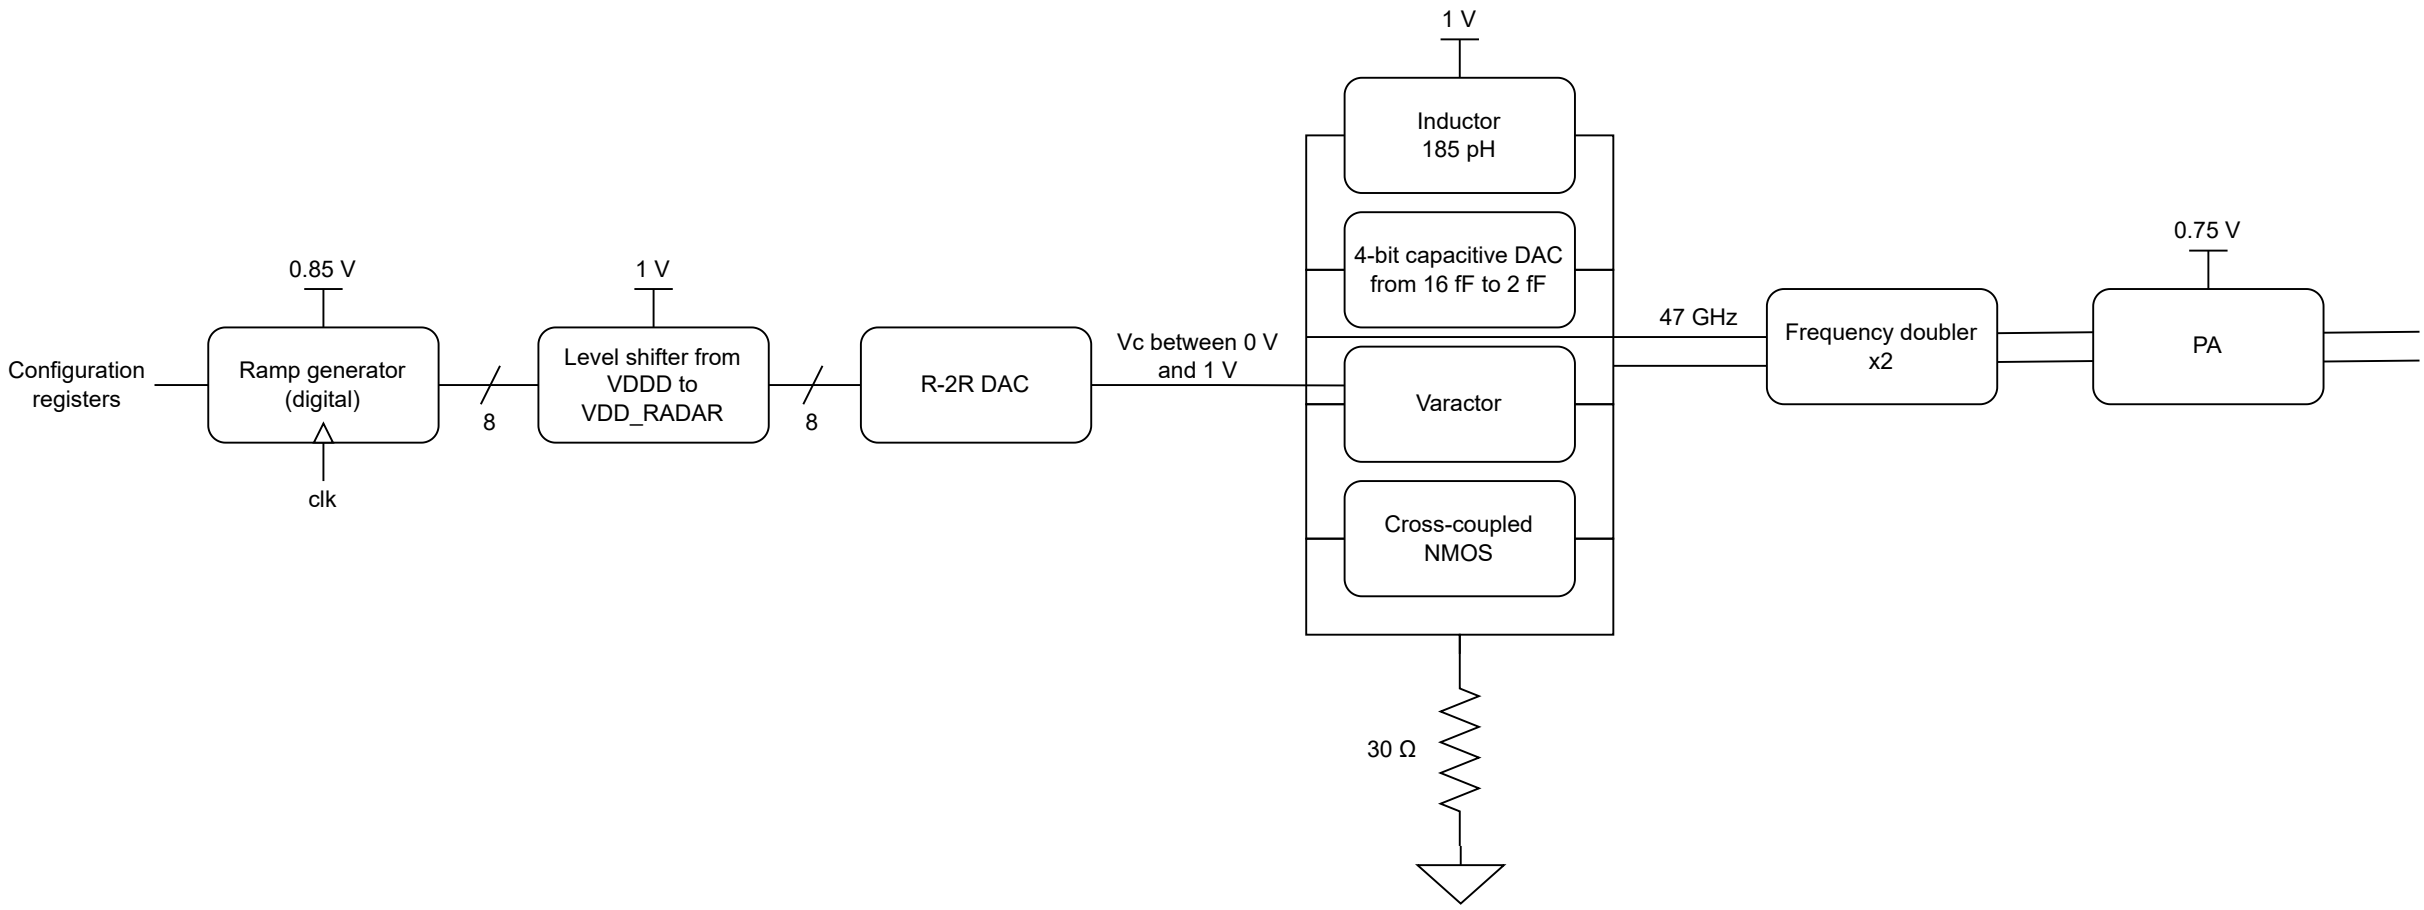 Configuration
registers
0.85 V
Ramp generator
(digital)
clk
8
1 V
Level shifter from
VDDD to
VDD_RADAR
8
R-2R DAC
Vc between 0 V
and 1 V
1 V
Inductor
185 pH
4-bit capacitive DAC
from 16 fF to 2 fF
Varactor
Cross-coupled
NMOS
30 Ω
47 GHz
Frequency doubler
x2
0.75 V
PA